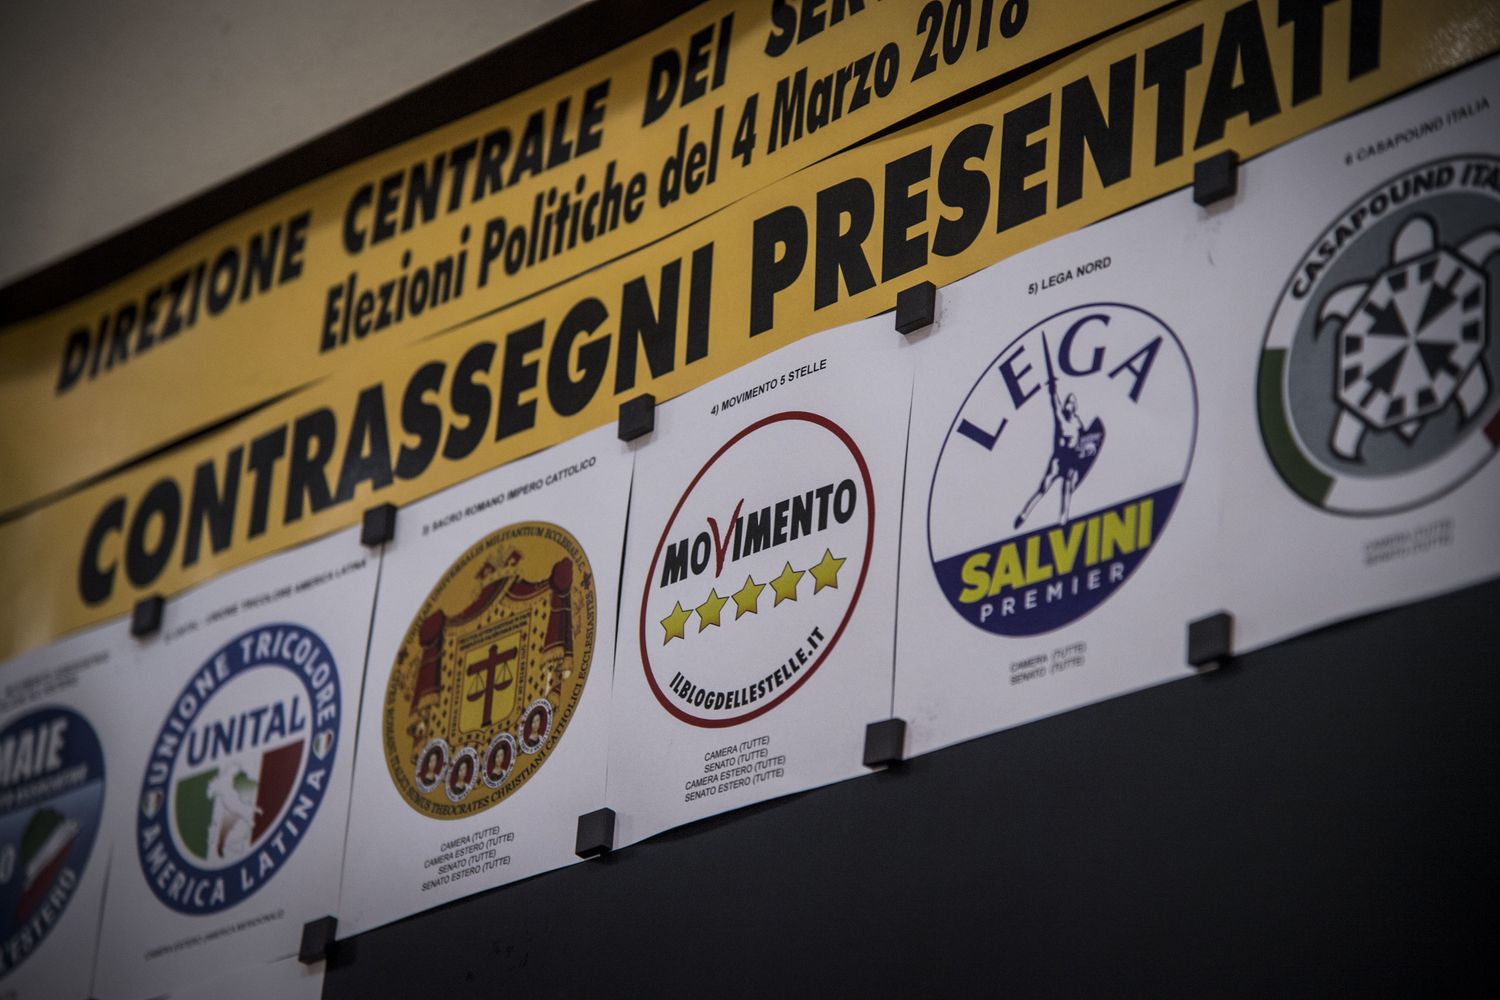 DIREZIONE CENTRALE DEI
Elezioni Politiche del 4 Marzo 2018
CONTRASSEGNI PRESENTATI
MAIE
ESTERO
UNIONE TRICOLORE
UNITAL
AMERICA LATINA
3) SACRO ROMANO IMPERO CATTOLICO
CAMERA (TUTTE)
CAMERA ESTERO (TUTTE)
SENATO (TUTTE)
SENATO ESTERO (TUTTE)
4) MOVIMENTO 5 STELLE
MOVIMENTO
ILBLOGDELLESTELLE.IT
CAMERA (TUTTE)
SENATO (TUTTE)
CAMERA ESTERO (TUTTE)
SENATO ESTERO (TUTTE)
5) LEGA NORD
LEGA
SALVINI
PREMIER
CAMERA (TUTTE)
SENATO (TUTTE)
6 CASAPOUND ITALIA
CASAPOUND ITA